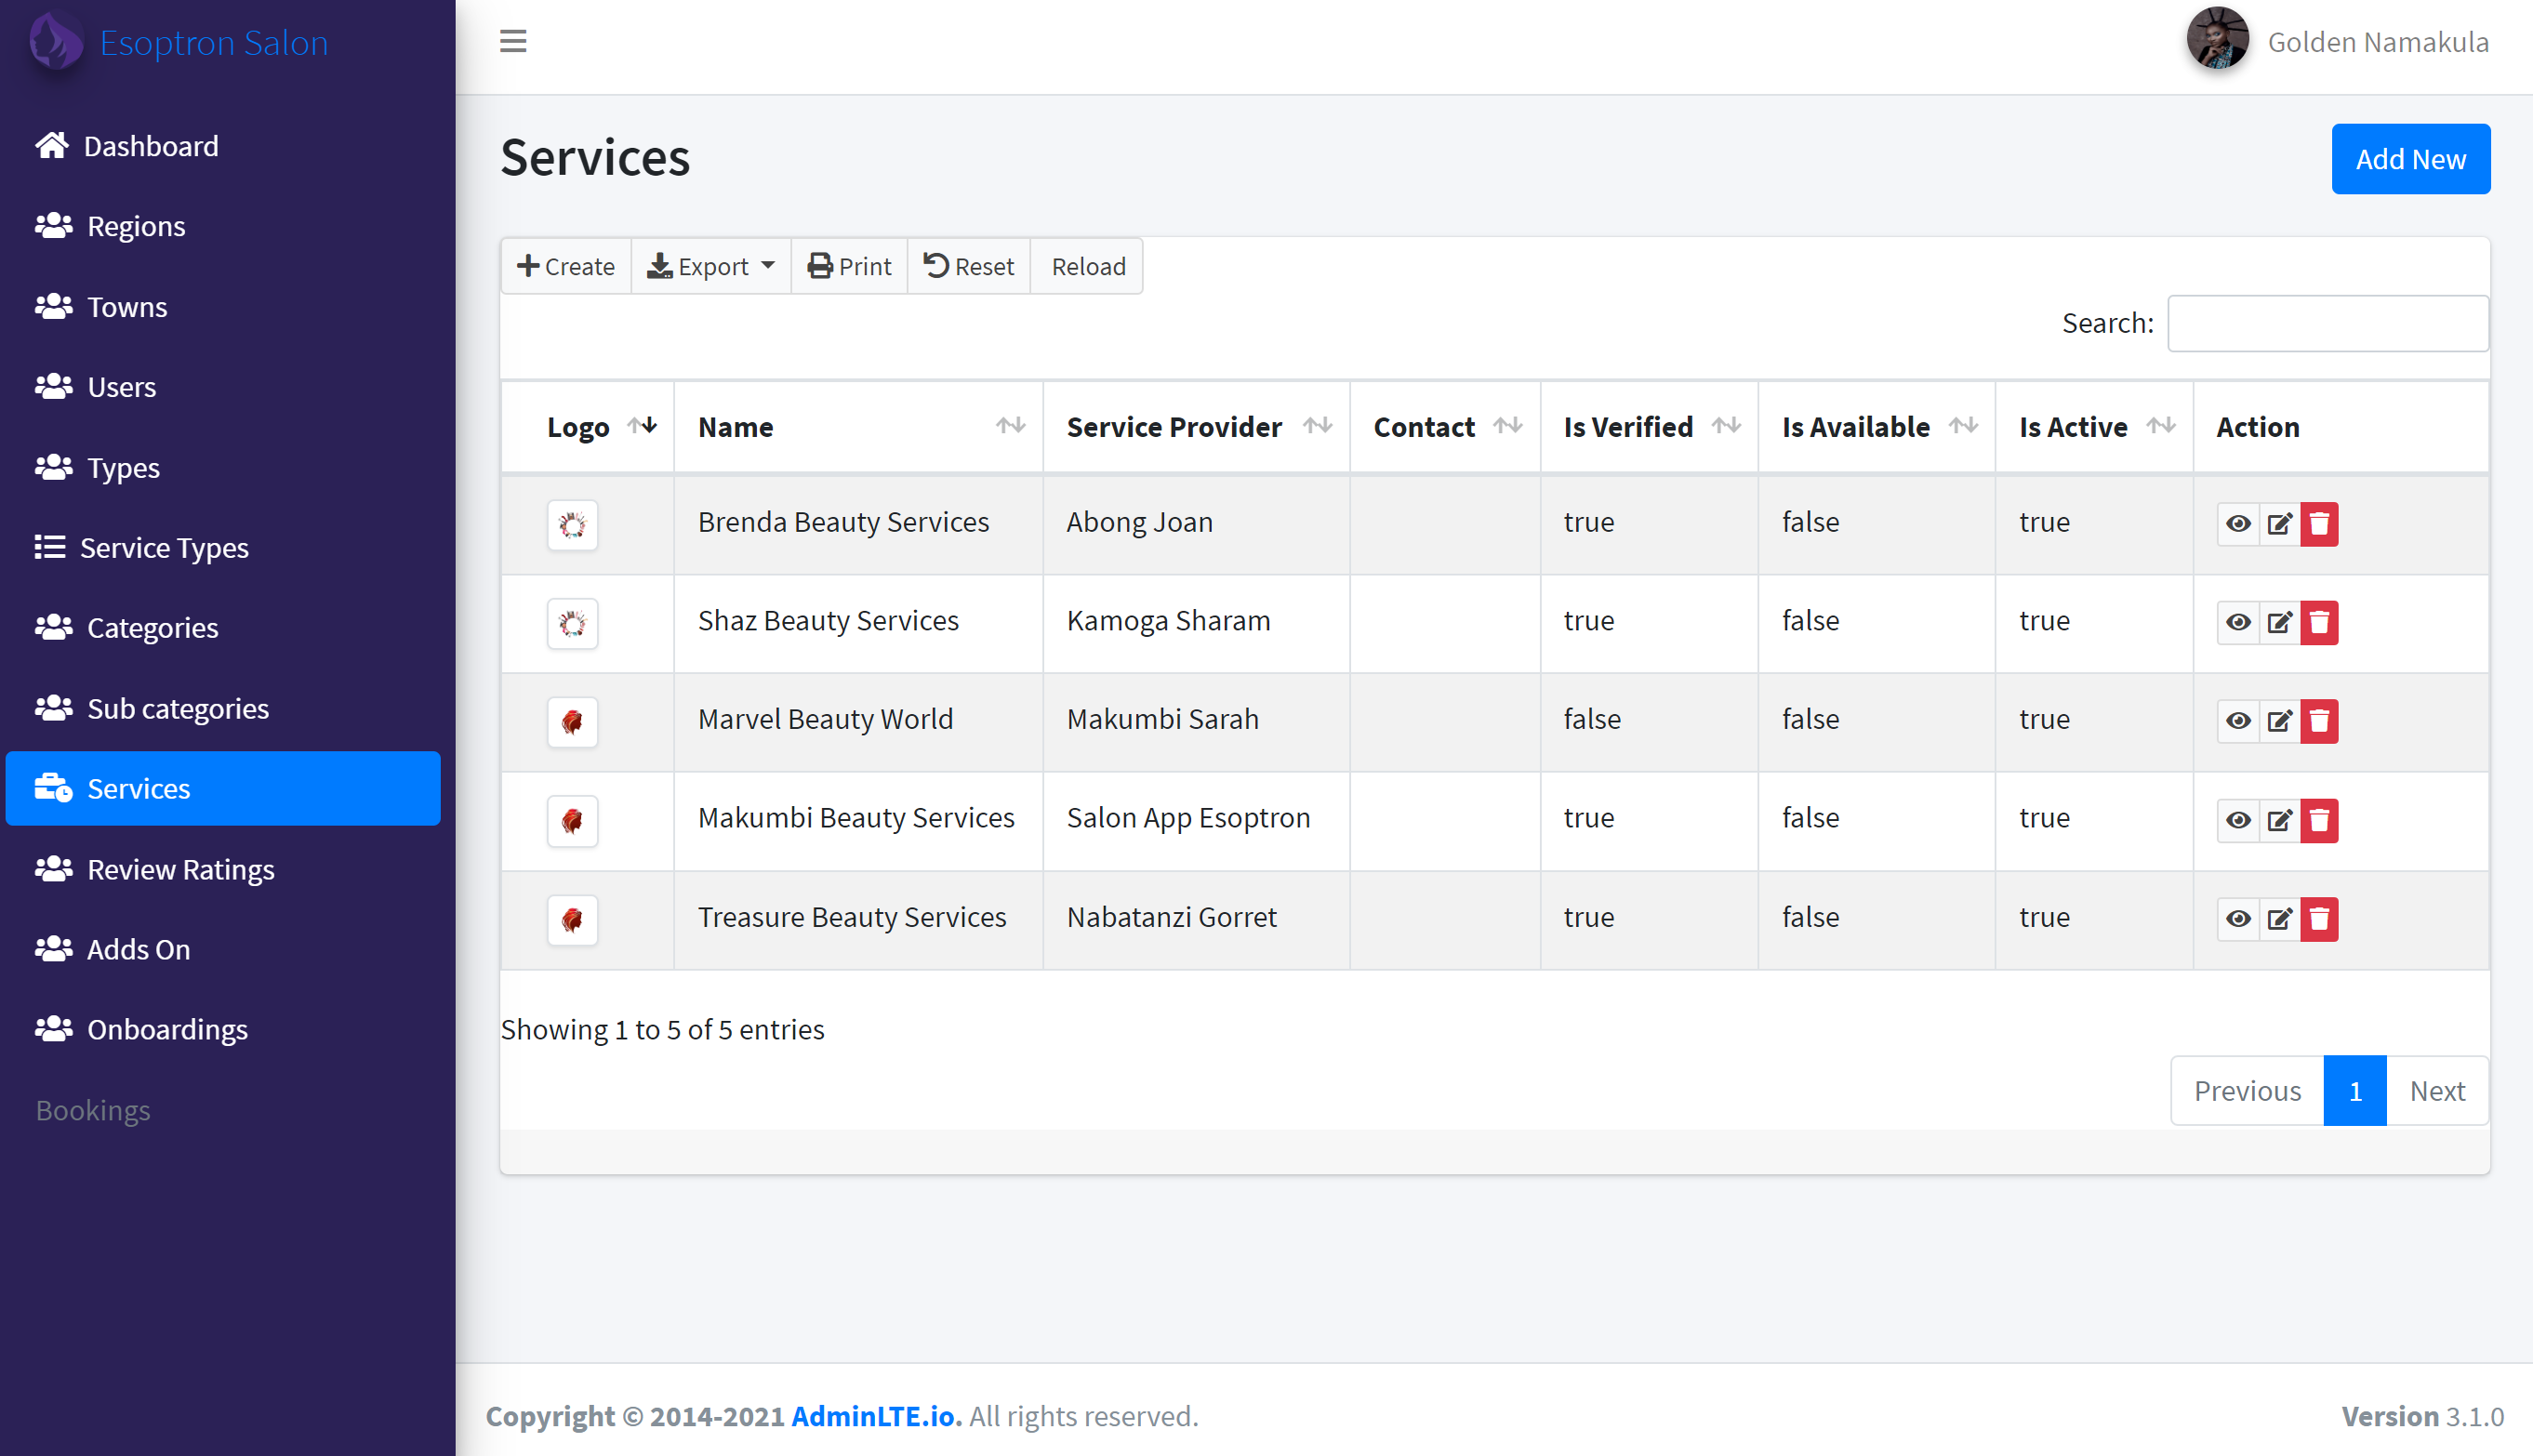 Esoptron Salon
Golden Namakula
Dashboard
Regions
Towns
Users
Types
Service Types
Categories
Sub categories
Services
Review Ratings
Adds On
Onboardings
Bookings
Services
Add New
Create Export Print Reset Reload
Search:
Logo Name Service Provider Contact Is Verified Is Available Is Active Action
Brenda Beauty Services Abong Joan true false true
Shaz Beauty Services Kamoga Sharam true false true
Marvel Beauty World Makumbi Sarah false false true
Makumbi Beauty Services Salon App Esoptron true false true
Treasure Beauty Services Nabatanzi Gorret true false true
Showing 1 to 5 of 5 entries
Previous 1 Next
Copyright © 2014-2021 AdminLTE.io. All rights reserved.
Version 3.1.0